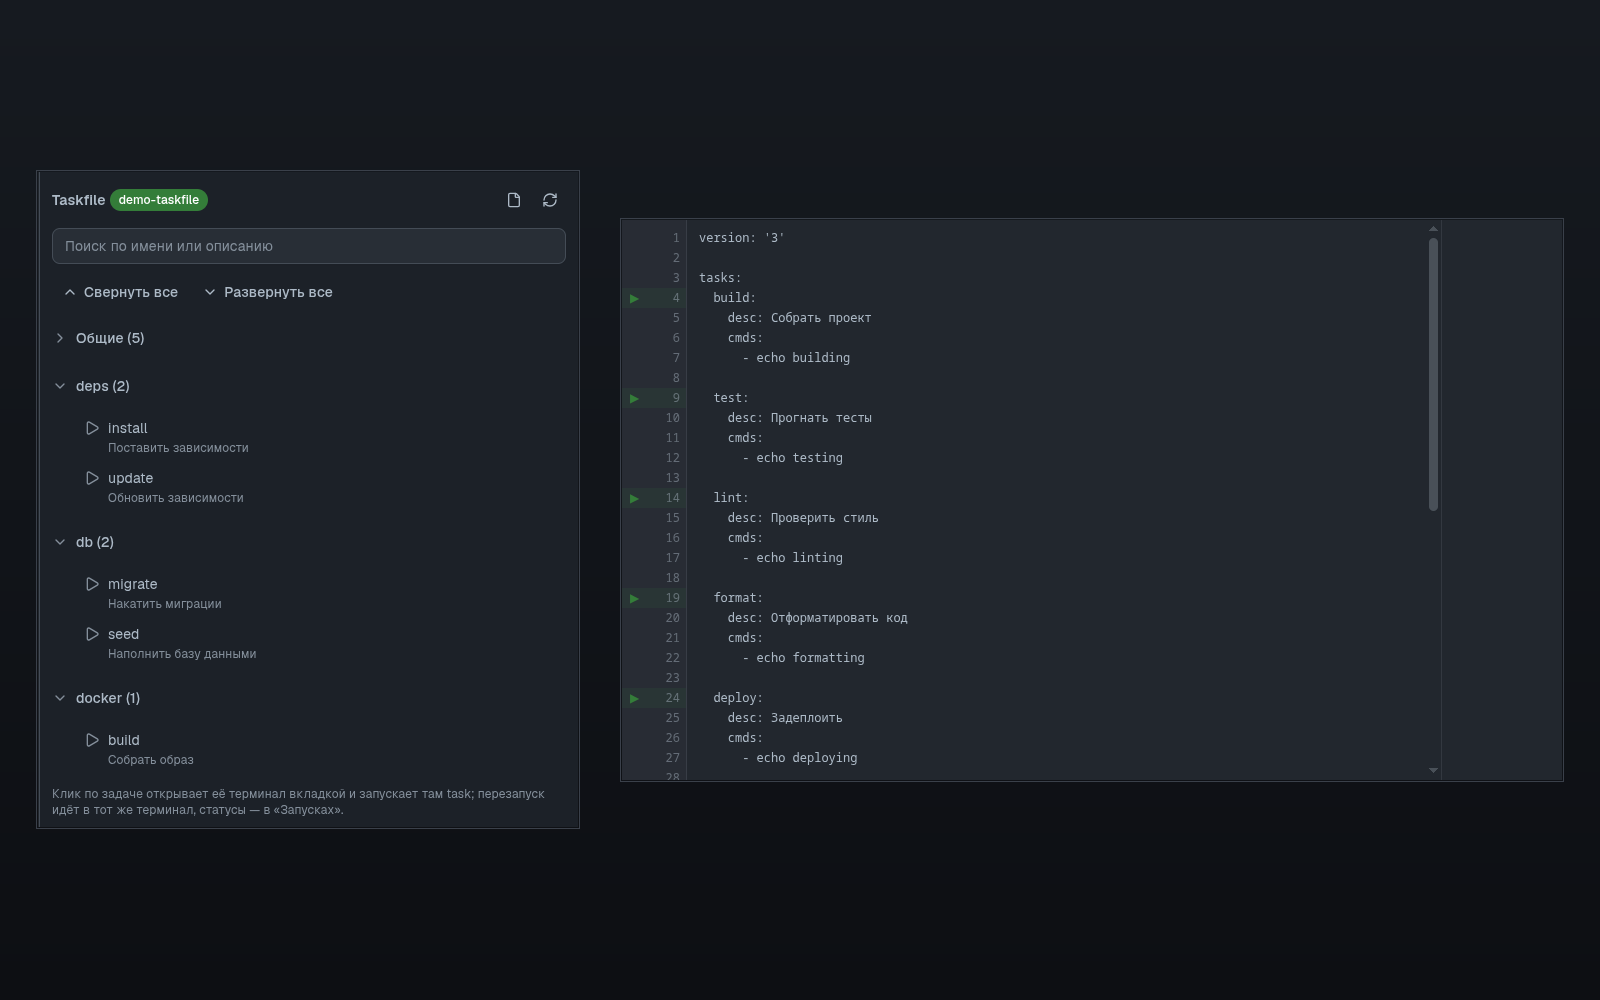 Taskfile demo-taskfile
Поиск по имени или описанию
Свернуть все Развернуть все
Общие (5)
deps (2)
install
Поставить зависимости
update
Обновить зависимости
db (2)
migrate
Накатить миграции
seed
Наполнить базу данными
docker (1)
build
Собрать образ
Клик по задаче открывает её терминал вкладкой и запускает там task; перезапуск
идёт в тот же терминал, статусы — в «Запусках».
1 version: '3'
2
3 tasks:
4 build:
5 desc: Собрать проект
6 cmds:
7 - echo building
8
9 test:
10 desc: Прогнать тесты
11 cmds:
12 - echo testing
13
14 lint:
15 desc: Проверить стиль
16 cmds:
17 - echo linting
18
19 format:
20 desc: Отформатировать код
21 cmds:
22 - echo formatting
23
24 deploy:
25 desc: Задеплоить
26 cmds:
27 - echo deploying
28